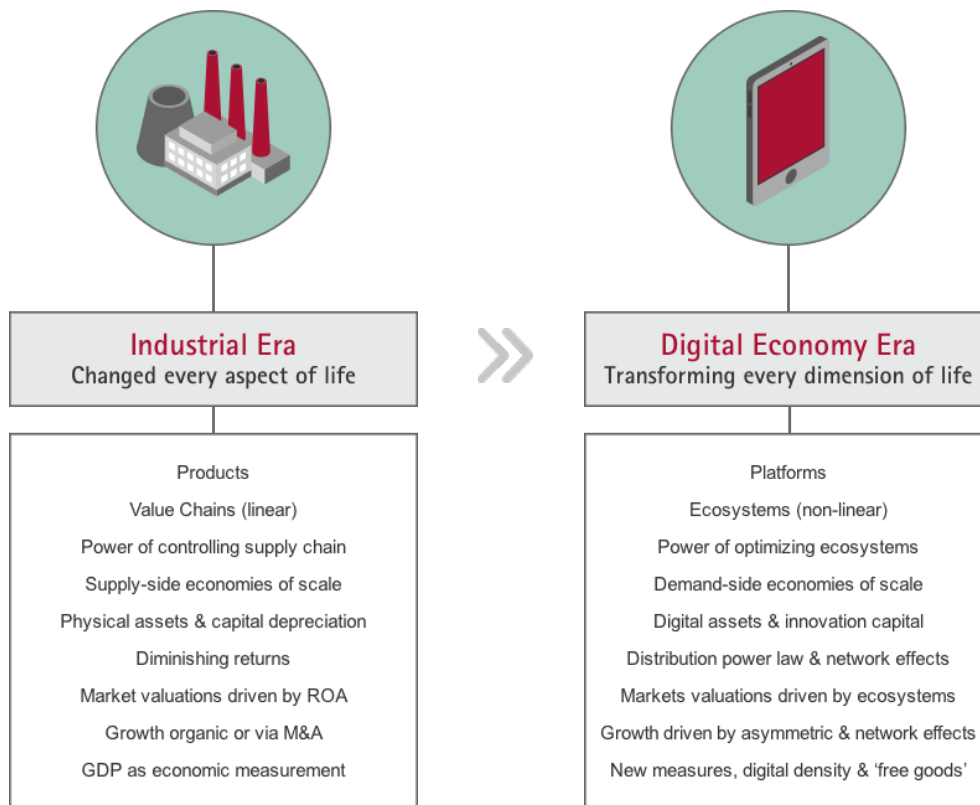 Industrial Era
Changed every aspect of life
Products
Value Chains (linear)
Power of controlling supply chain
Supply-side economies of scale
Physical assets & capital depreciation
Diminishing returns
Market valuations driven by ROA
Growth organic or via M&A
GDP as economic measurement
Digital Economy Era
Transforming every dimension of life
Platforms
Ecosystems (non-linear)
Power of optimizing ecosystems
Demand-side economies of scale
Digital assets & innovation capital
Distribution power law & network effects
Markets valuations driven by ecosystems
Growth driven by asymmetric & network effects
New measures, digital density & ‘free goods’